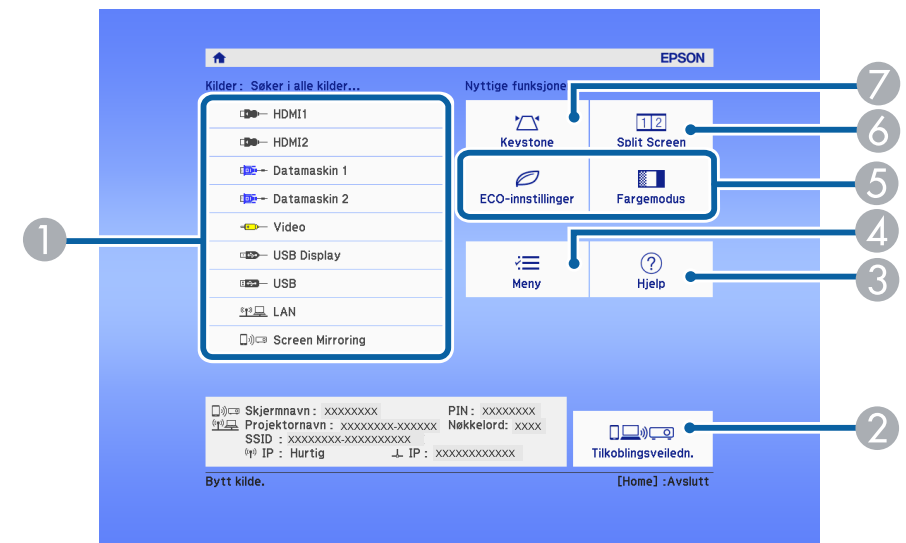 EPSON
Kilder : Søker i alle kilder...
HDMI1
HDMI2
Datamaskin 1
Datamaskin 2
Video
USB Display
USB
LAN
Screen Mirroring
Nyttige funksjone
Keystone
Split Screen
1 2
ECO-innstillinger
Fargemodus
Meny
Hjelp
?
Skjermnavn : XXXXXXXX PIN : XXXXXXXX
Projektornavn : XXXXXXXX-XXXXXX Nøkkelord: XXXX
SSID : XXXXXXXX-XXXXXXXXXX
IP : Hurtig IP : XXXXXXXXXXXX
Tilkoblingsveiledn.
Bytt kilde. [Home] :Avslutt
1
7
6
5
4
3
2